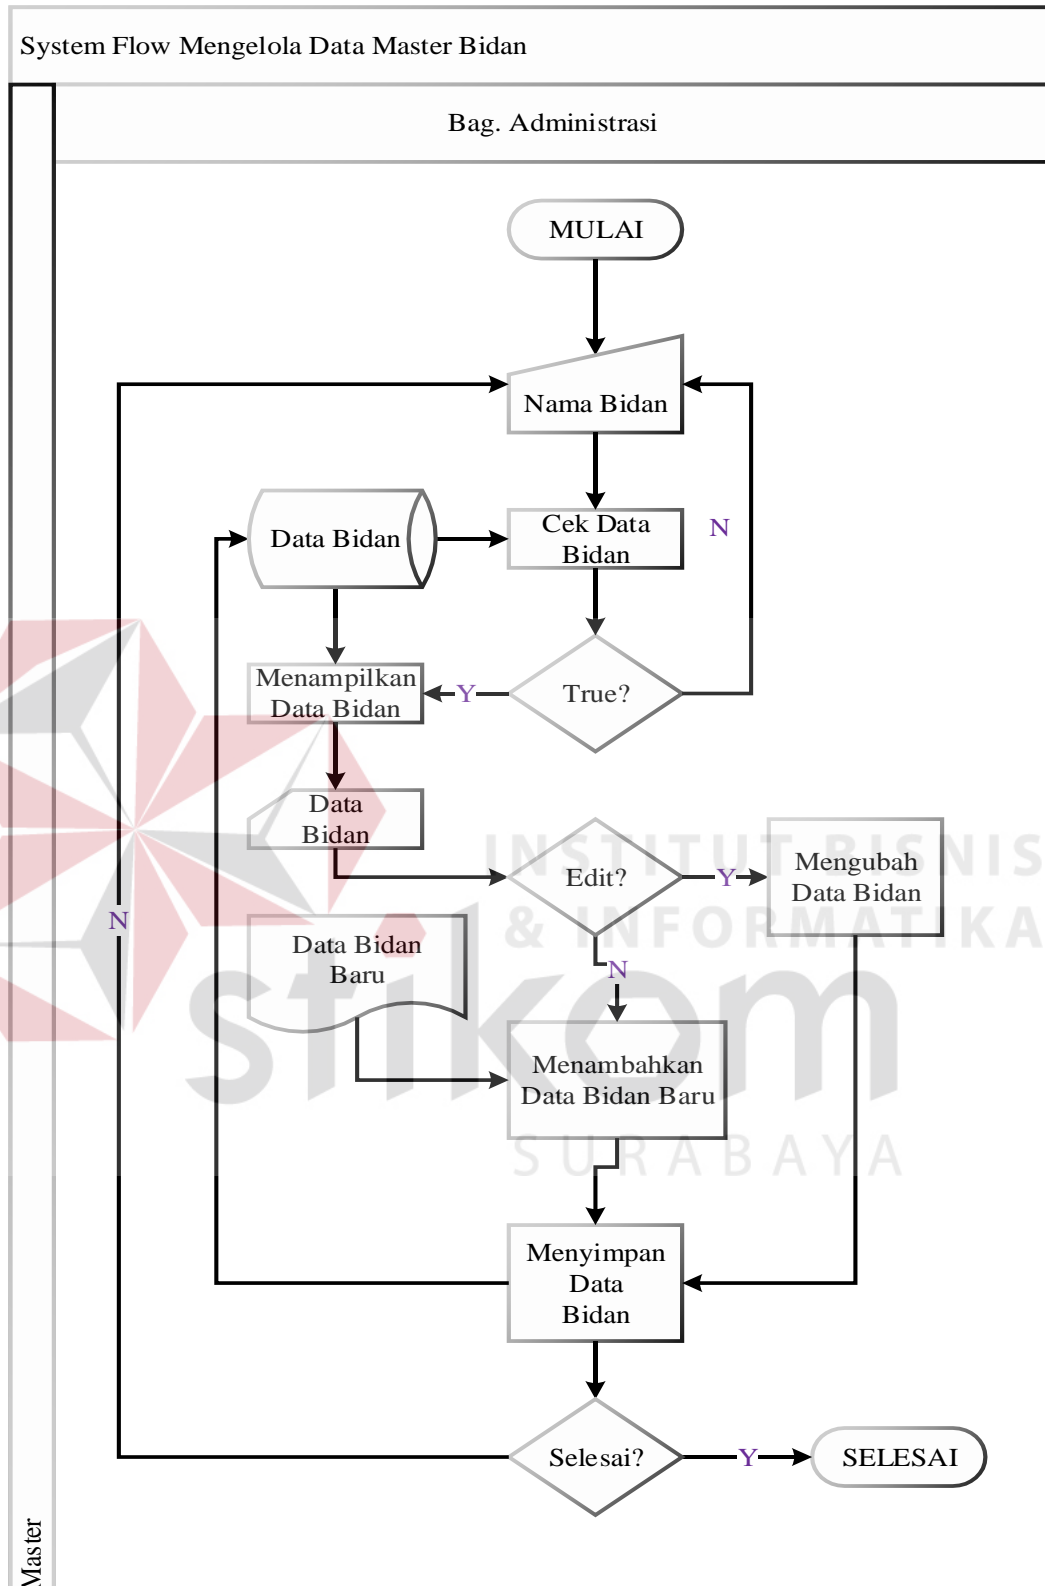 System Flow Mengelola Data Master Bidan
Bag. Administrasi
MULAI
Nama Bidan
Data Bidan
Cek Data
Bidan
N
Menampilkan
Data Bidan
Y
True?
Data
Bidan
Edit?
Y
Mengubah
Data Bidan
N
Data Bidan
Baru
N
Menambahkan
Data Bidan Baru
Menyimpan
Data
Bidan
Selesai?
Y
SELESAI
Master
INSTITUT BISNIS
& INFORMATIKA
stikom
SURABAYA